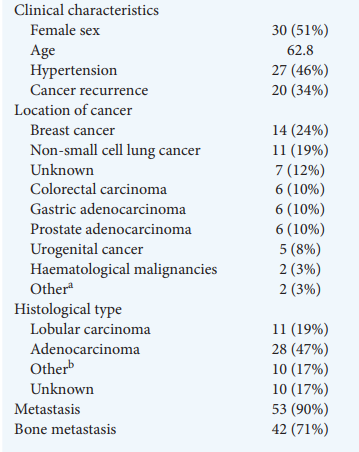 Clinical characteristics
Female sex 30 (51%)
Age 62.8
Hypertension 27 (46%)
Cancer recurrence 20 (34%)
Location of cancer
Breast cancer 14 (24%)
Non-small cell lung cancer 11 (19%)
Unknown 7 (12%)
Colorectal carcinoma 6 (10%)
Gastric adenocarcinoma 6 (10%)
Prostate adenocarcinoma 6 (10%)
Urogenital cancer 5 (8%)
Haematological malignancies 2 (3%)
Otherᵃ 2 (3%)
Histological type
Lobular carcinoma 11 (19%)
Adenocarcinoma 28 (47%)
Otherᵇ 10 (17%)
Unknown 10 (17%)
Metastasis 53 (90%)
Bone metastasis 42 (71%)